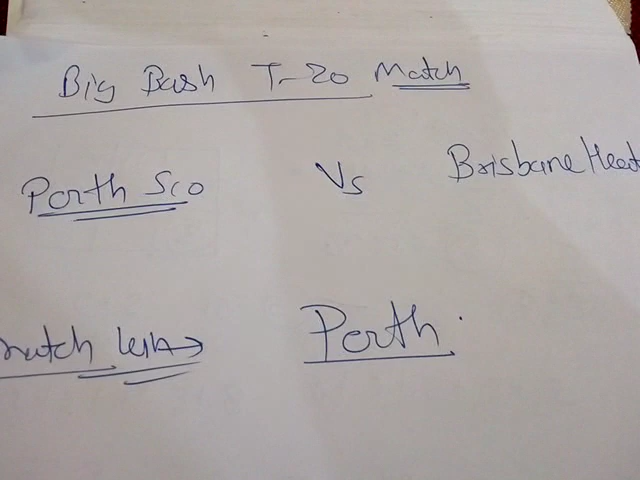 Big Bash T-20 Match
Perth Sco Vs Brisbane Heat
match win→ Perth.